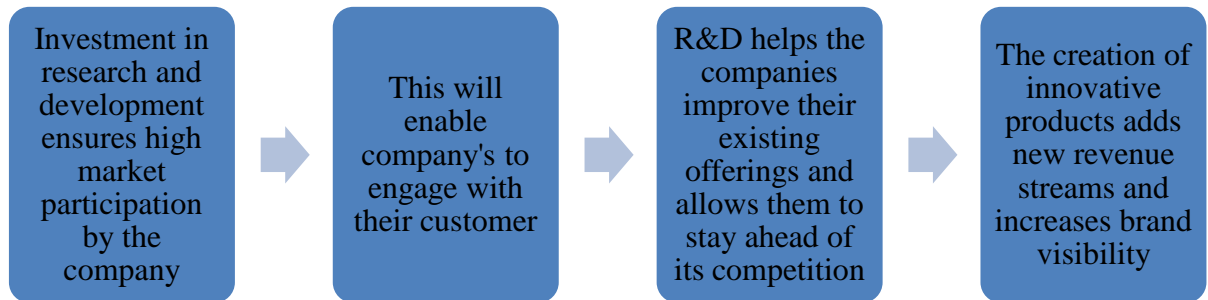 Investment in
research and
development
ensures high
market
participation
by the
company
This will
enable
company's to
engage with
their customer
R&D helps the
companies
improve their
existing
offerings and
allows them to
stay ahead of
its competition
The creation of
innovative
products adds
new revenue
streams and
increases brand
visibility